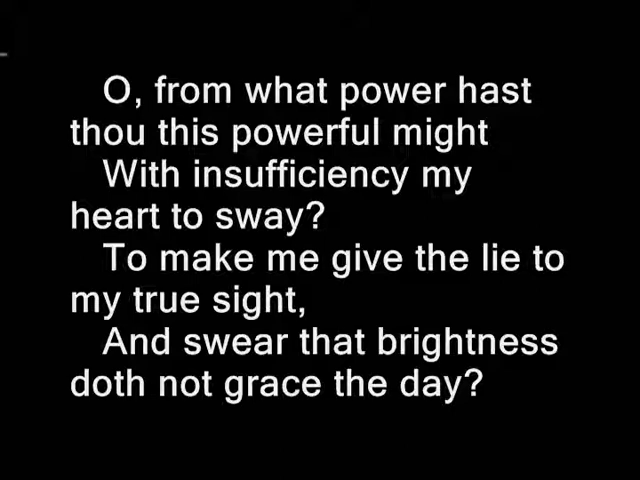 O, from what power hast
thou this powerful might
With insufficiency my
heart to sway?
To make me give the lie to
my true sight,
And swear that brightness
doth not grace the day?